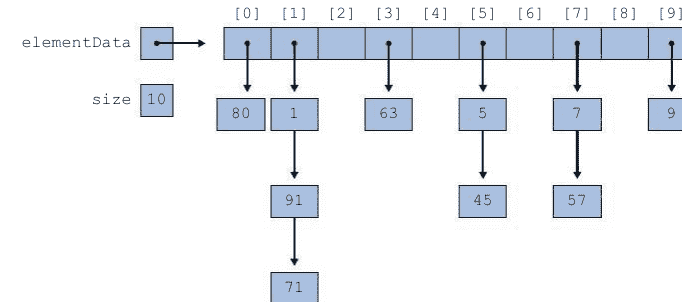 [0] [1] [2] [3] [4] [5] [6] [7] [8] [9]
elementData
size 10
80 1 63 5 7 9
91 45 57
71